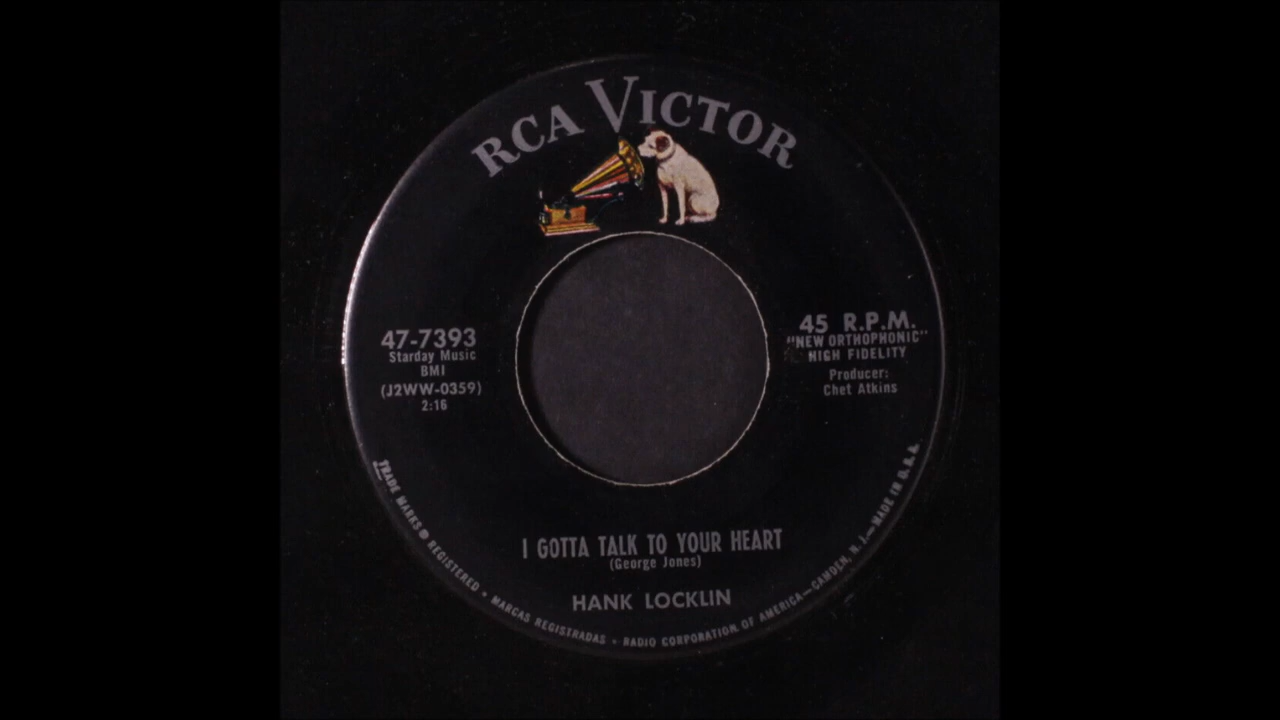 RCA VICTOR
47-7393
Starday Music
BMI
(J2WW-0359)
2:16
45 R.P.M.
"NEW ORTHOPHONIC"
HIGH FIDELITY
Producer:
Chet Atkins
I GOTTA TALK TO YOUR HEART
(George Jones)
HANK LOCKLIN
TRADE MARKS ® REGISTERED • MARCAS REGISTRADAS • RADIO CORPORATION OF AMERICA—CAMDEN, N. J.—MADE IN U. S. A.